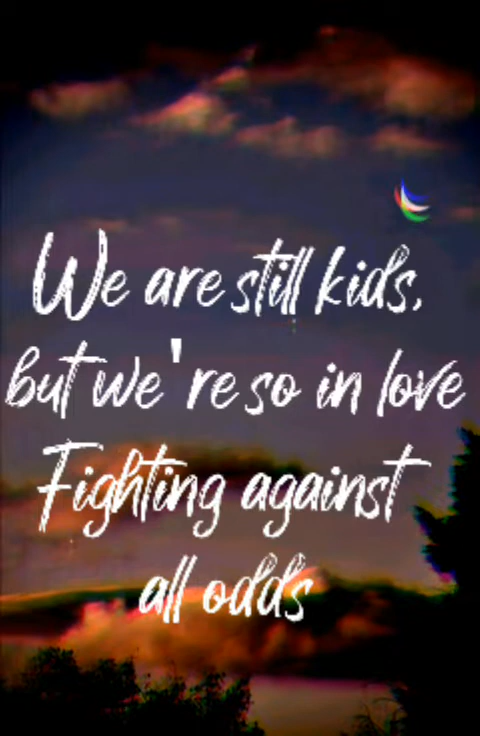 We are still kids,
but we're so in love
Fighting against
all odds